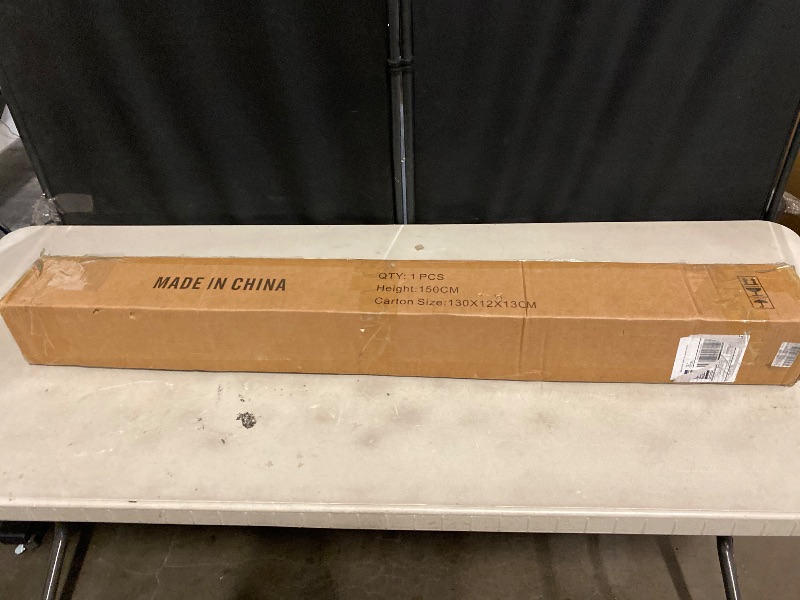 MADE IN CHINA
QTY: 1 PCS
Height:150CM
Carton Size:130X12X13CM